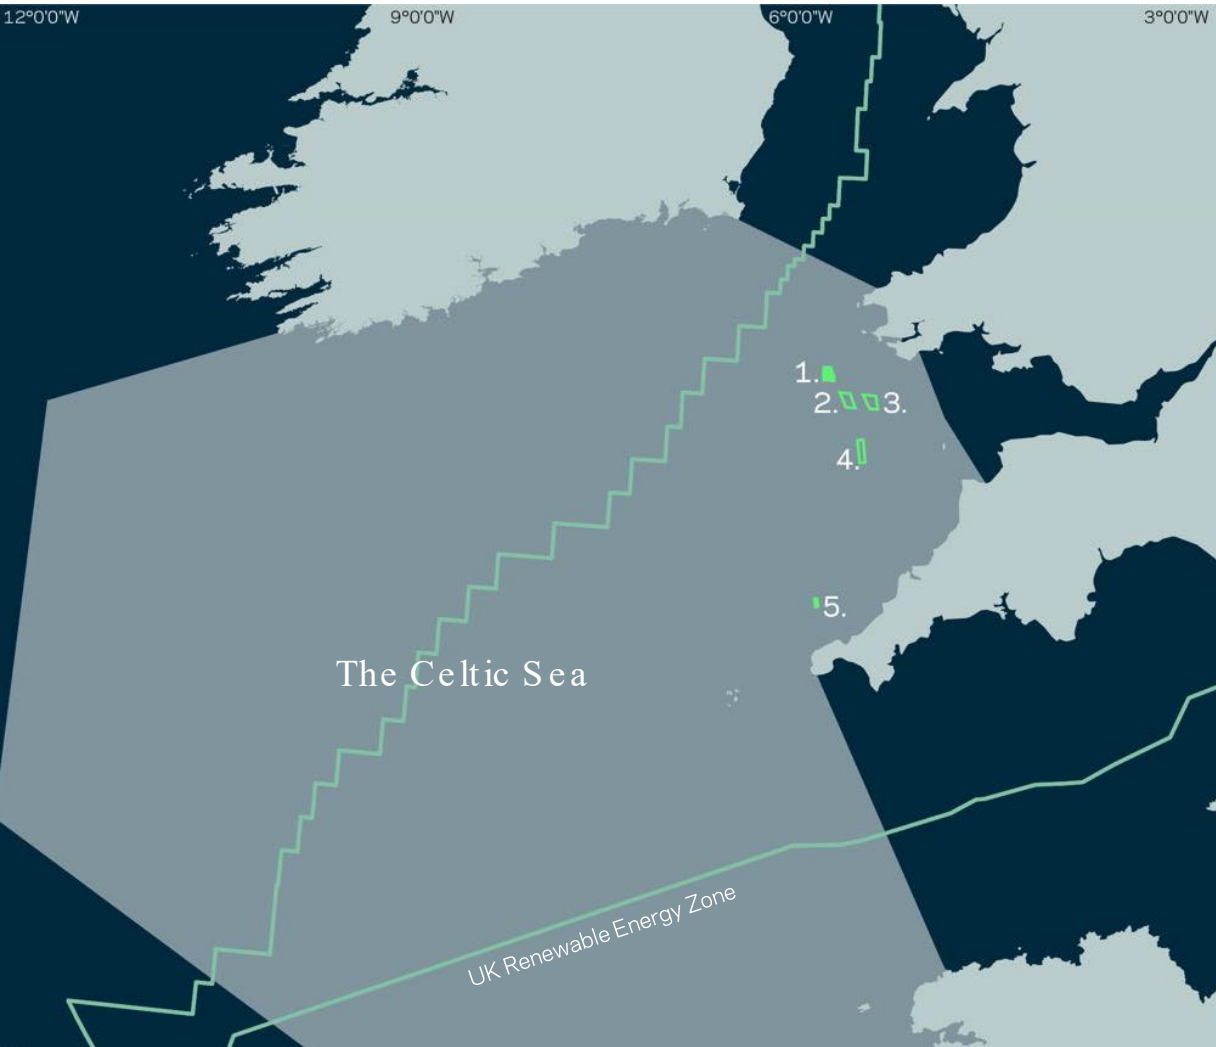 12°0'0"W 9°0'0"W 6°0'0"W 3°0'0"W
1.
2. 3.
4.
5.
The Celtic Sea
UK Renewable Energy Zone